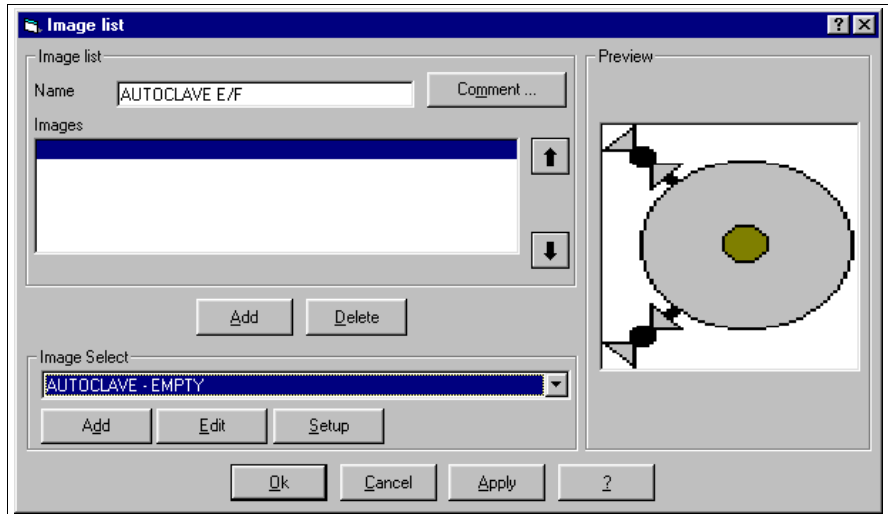 Image list
Image list
Preview
Name
AUTOCLAVE E/F
Comment ...
Images
Add
Delete
Image Select
AUTOCLAVE - EMPTY
Add
Edit
Setup
Ok
Cancel
Apply
?